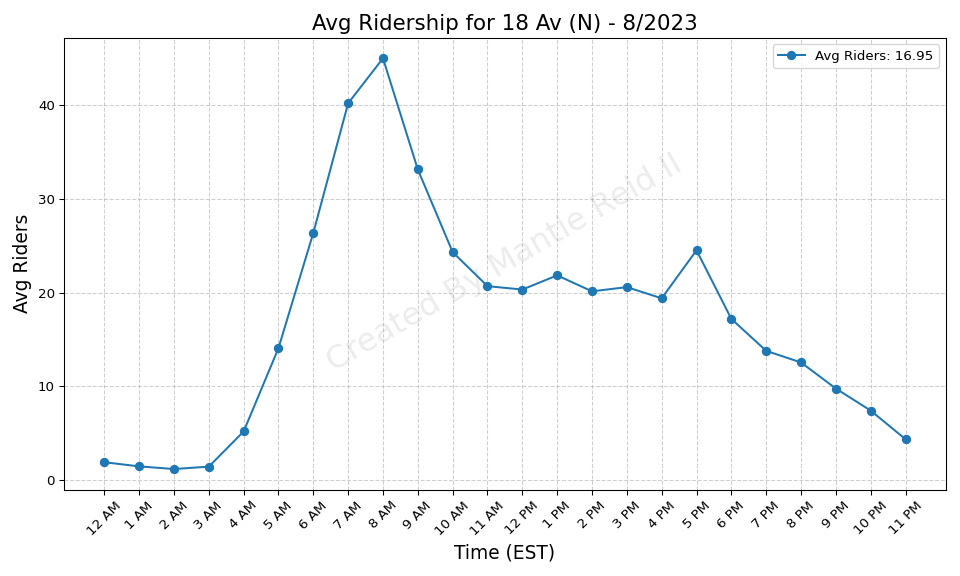 Avg Ridership for 18 Av (N) - 8/2023
Avg Riders: 16.95
Avg Riders
40
30
20
10
0
Created By Mantie Reid II
12 AM
1 AM
2 AM
3 AM
4 AM
5 AM
6 AM
7 AM
8 AM
9 AM
10 AM
11 AM
12 PM
1 PM
2 PM
3 PM
4 PM
5 PM
6 PM
7 PM
8 PM
9 PM
10 PM
11 PM
Time (EST)